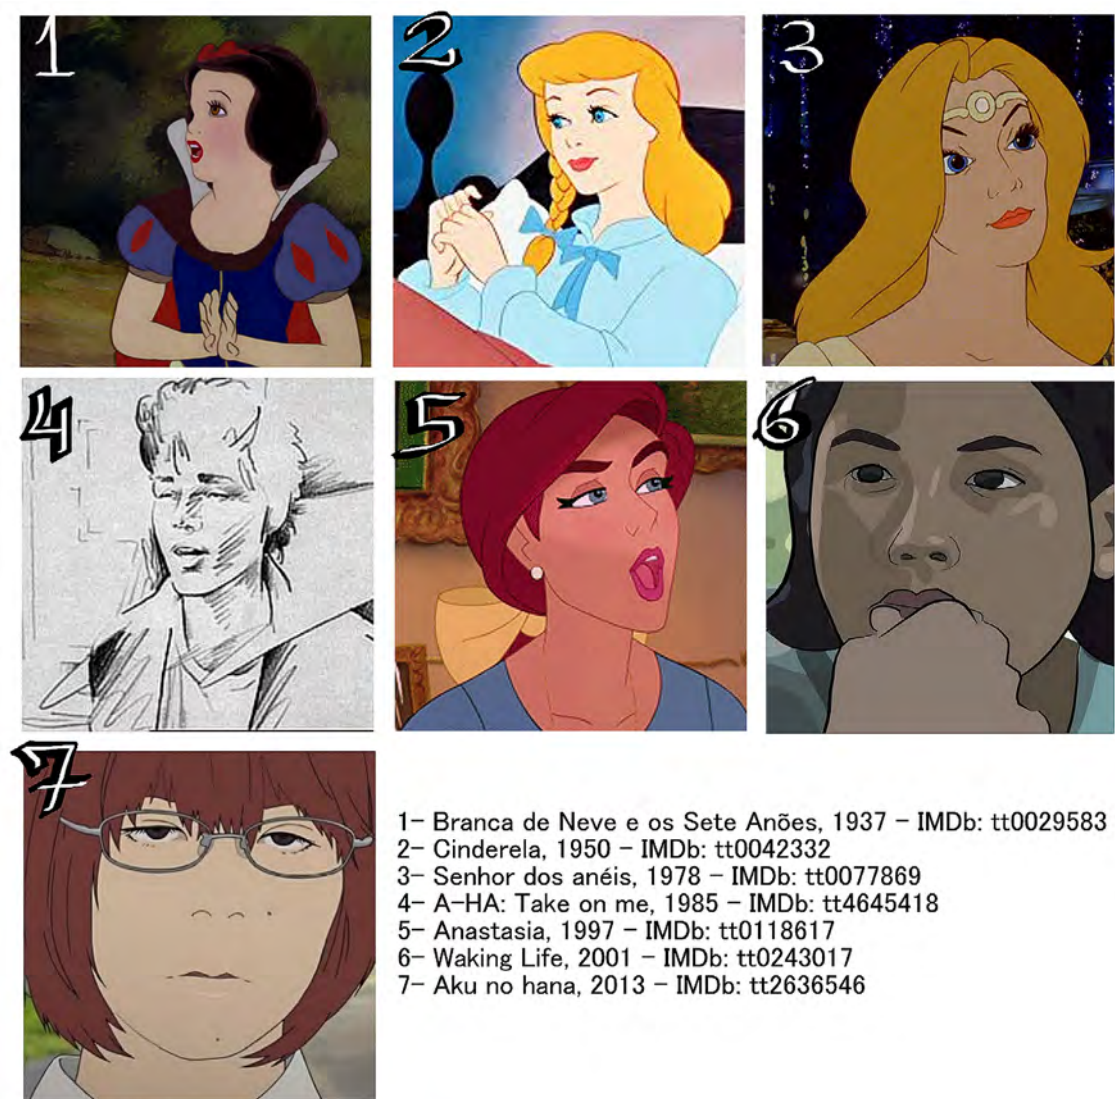 1
2
3
4
5
6
7
1- Branca de Neve e os Sete Anões, 1937 - IMDb: tt0029583
2- Cinderela, 1950 - IMDb: tt0042332
3- Senhor dos anéis, 1978 - IMDb: tt0077869
4- A-HA: Take on me, 1985 - IMDb: tt4645418
5- Anastasia, 1997 - IMDb: tt0118617
6- Waking Life, 2001 - IMDb: tt0243017
7- Aku no hana, 2013 - IMDb: tt2636546